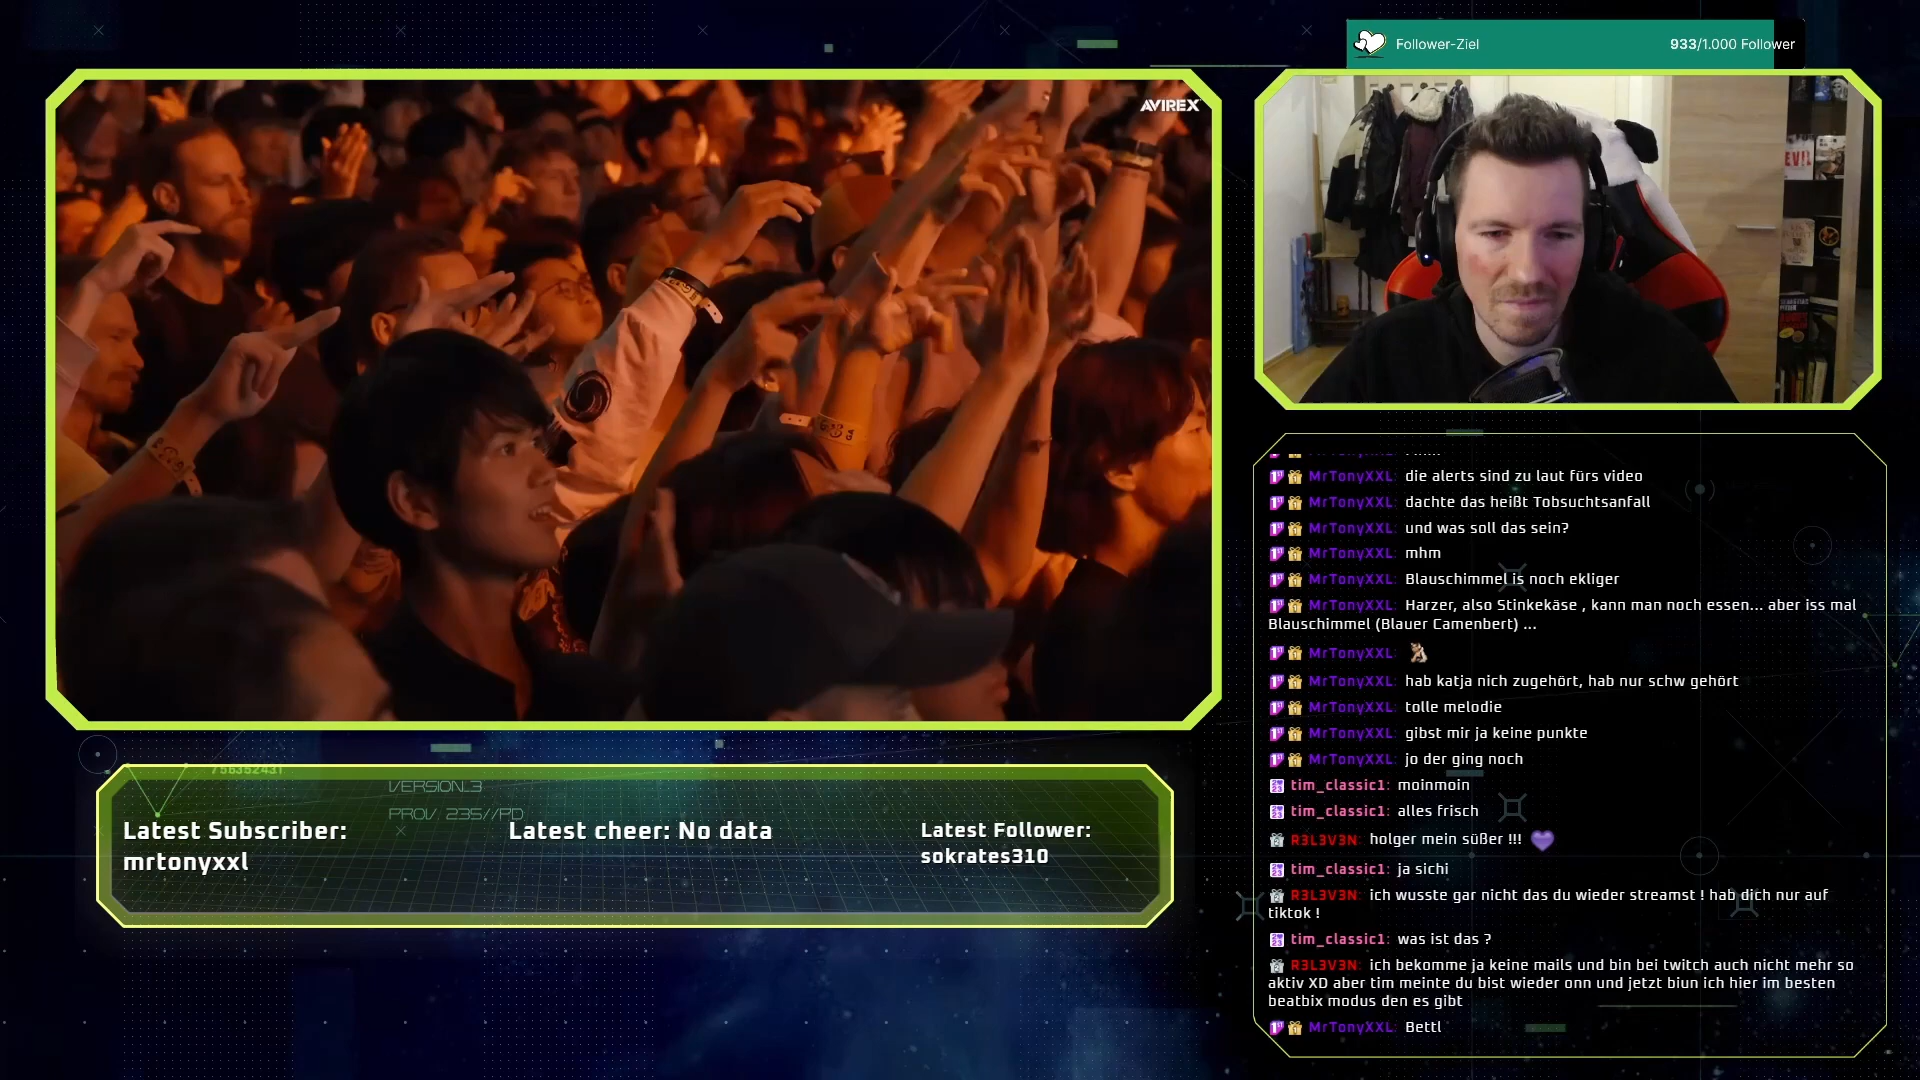 Follower-Ziel
933/1.000 Follower
AVIREX
EVIL
MrTonyXXL: die alerts sind zu laut fürs video
MrTonyXXL: dachte das heißt Tobsuchtsanfall
MrTonyXXL: und was soll das sein?
MrTonyXXL: mhm
MrTonyXXL: Blauschimmel is noch ekliger
MrTonyXXL: Harzer, also Stinkekäse , kann man noch essen... aber iss mal
Blauschimmel (Blauer Camenbert) ...
MrTonyXXL:
MrTonyXXL: hab katja nich zugehört, hab nur schw gehört
MrTonyXXL: tolle melodie
MrTonyXXL: gibst mir ja keine punkte
MrTonyXXL: jo der ging noch
tim_classic1: moinmoin
tim_classic1: alles frisch
R3L3V3N: holger mein süßer !!!
tim_classic1: ja sichi
R3L3V3N: ich wusste gar nicht das du wieder streamst ! hab dich nur auf
tiktok !
tim_classic1: was ist das ?
R3L3V3N: ich bekomme ja keine mails und bin bei twitch auch nicht mehr so
aktiv XD aber tim meinte du bist wieder onn und jetzt biun ich hier im besten
beatbix modus den es gibt
MrTonyXXL: Bettl
VERSION_3
PROV. 235//PD
Latest Subscriber:
mrtonyxxl
Latest cheer: No data
Latest Follower:
sokrates310